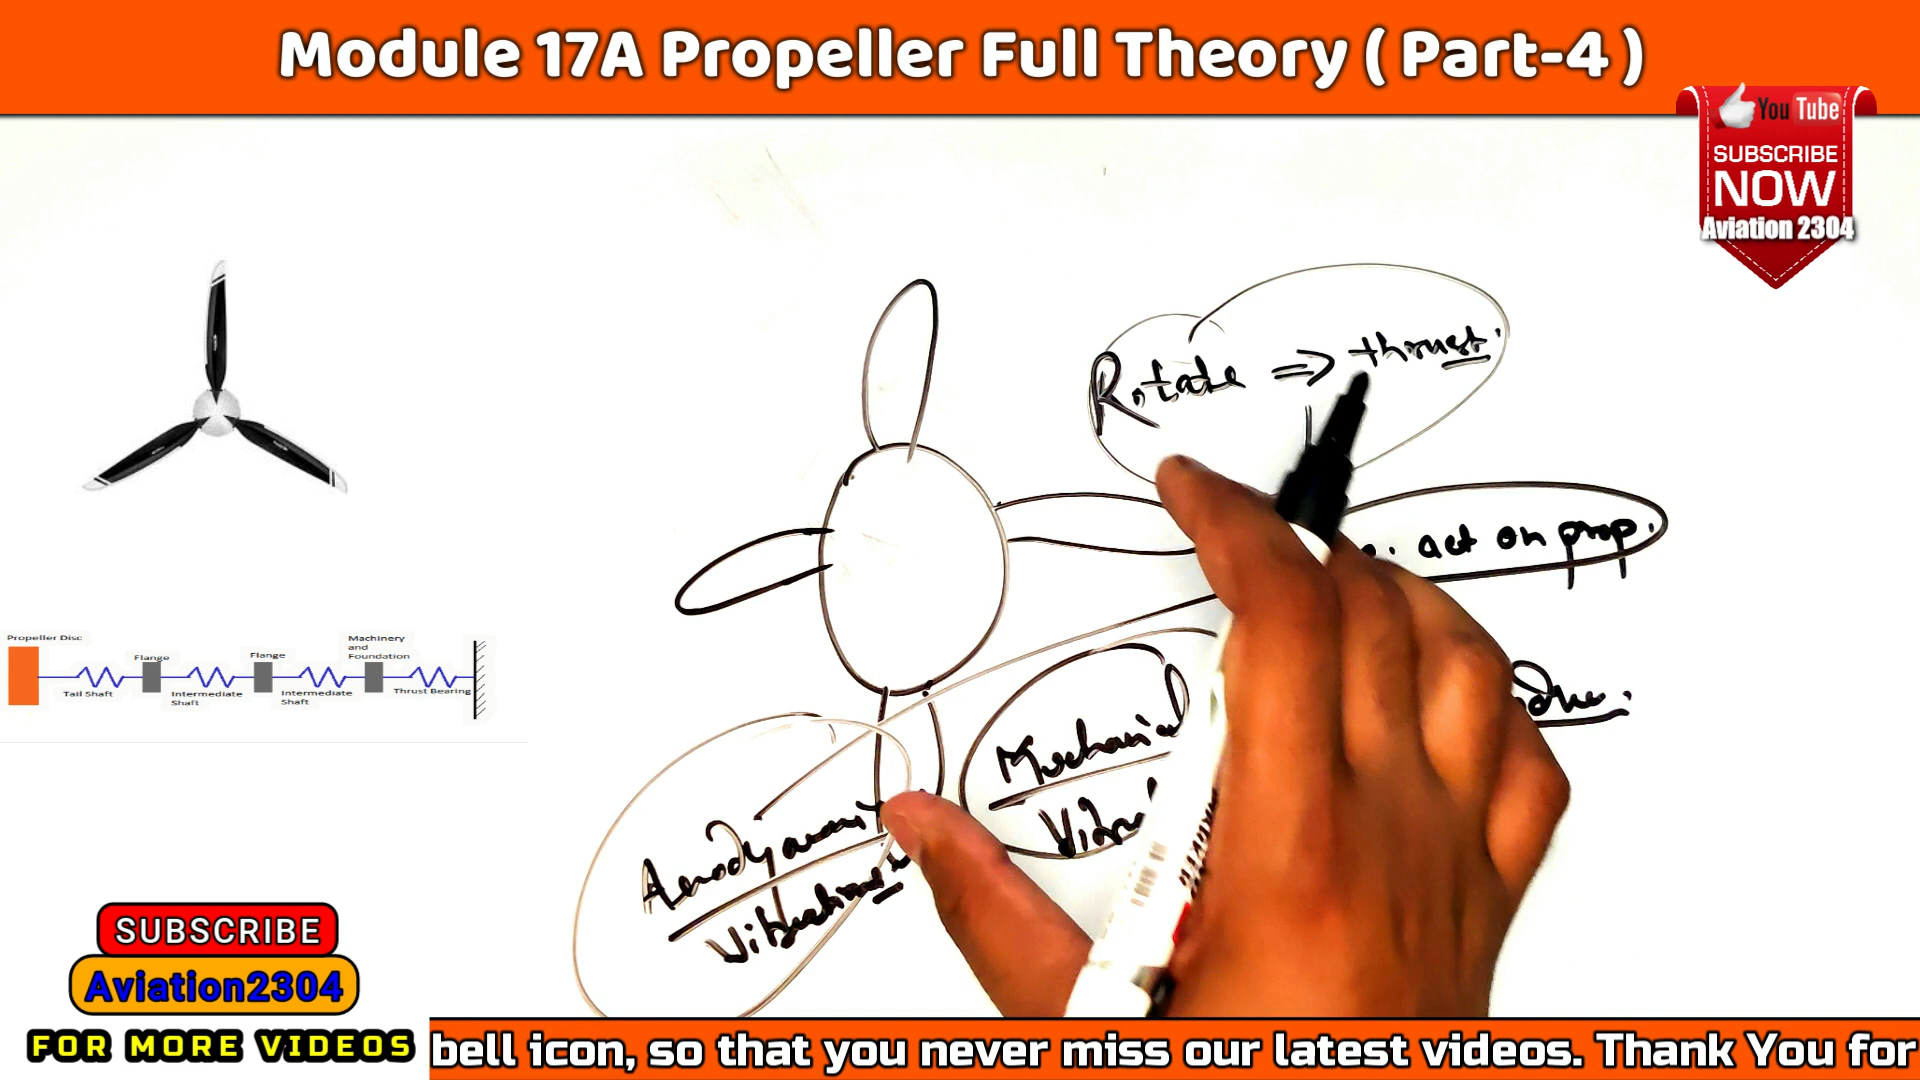 Module 17A Propeller Full Theory ( Part-4 )
You Tube
SUBSCRIBE
NOW
Aviation 2304
Rotate => thrust.
act on prop.
Propeller Disc
Flange
Flange
Machinery
and
Foundation
Tail Shaft
Intermediate
Shaft
Intermediate
Shaft
Thrust Bearing
Mechanical
Vibrations
SUBSCRIBE
Aviation2304
FOR MORE VIDEOS
bell icon, so that you never miss our latest videos. Thank You for